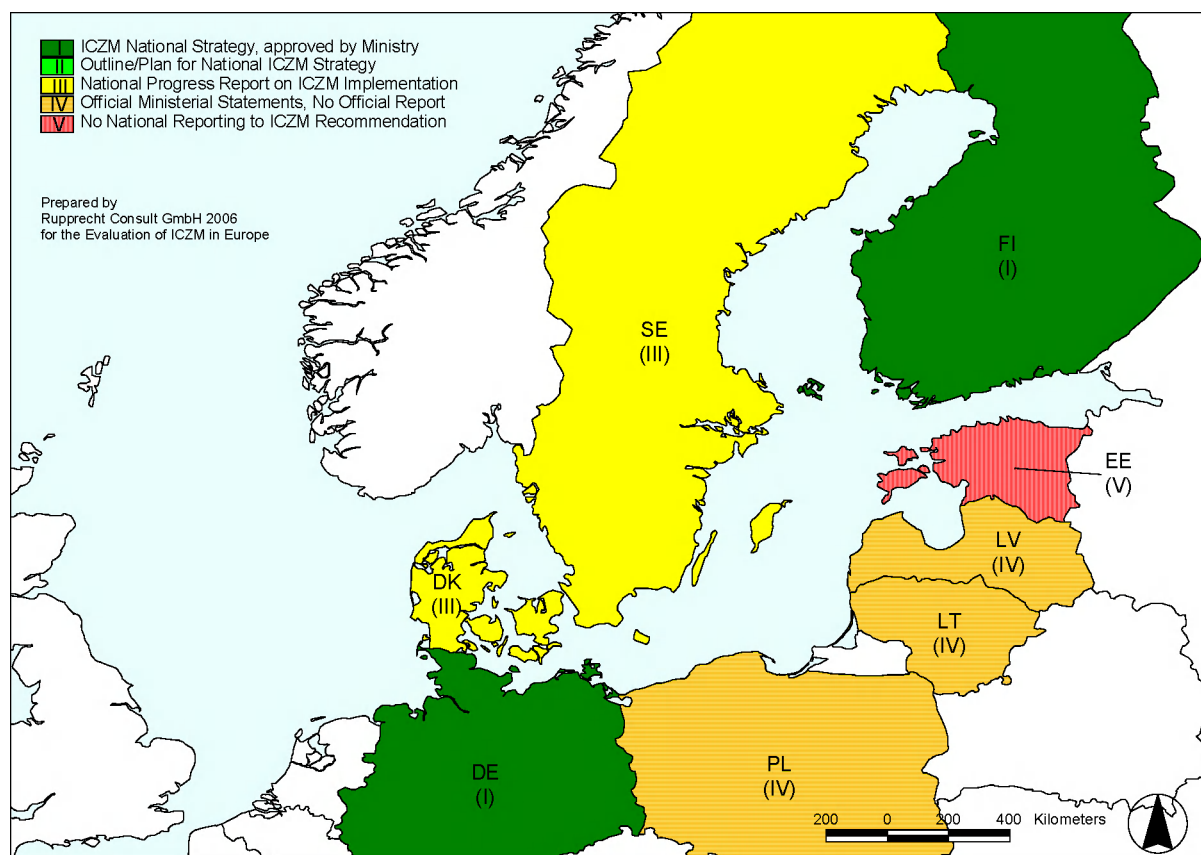 I ICZM National Strategy, approved by Ministry
II Outline/Plan for National ICZM Strategy
III National Progress Report on ICZM Implementation
IV Official Ministerial Statements, No Official Report
V No National Reporting to ICZM Recommendation
Prepared by
Rupprecht Consult GmbH 2006
for the Evaluation of ICZM in Europe
FI
(I)
SE
(III)
EE
(V)
LV
(IV)
DK
(III)
LT
(IV)
DE
(I)
PL
(IV)
200 0 200 400 Kilometers